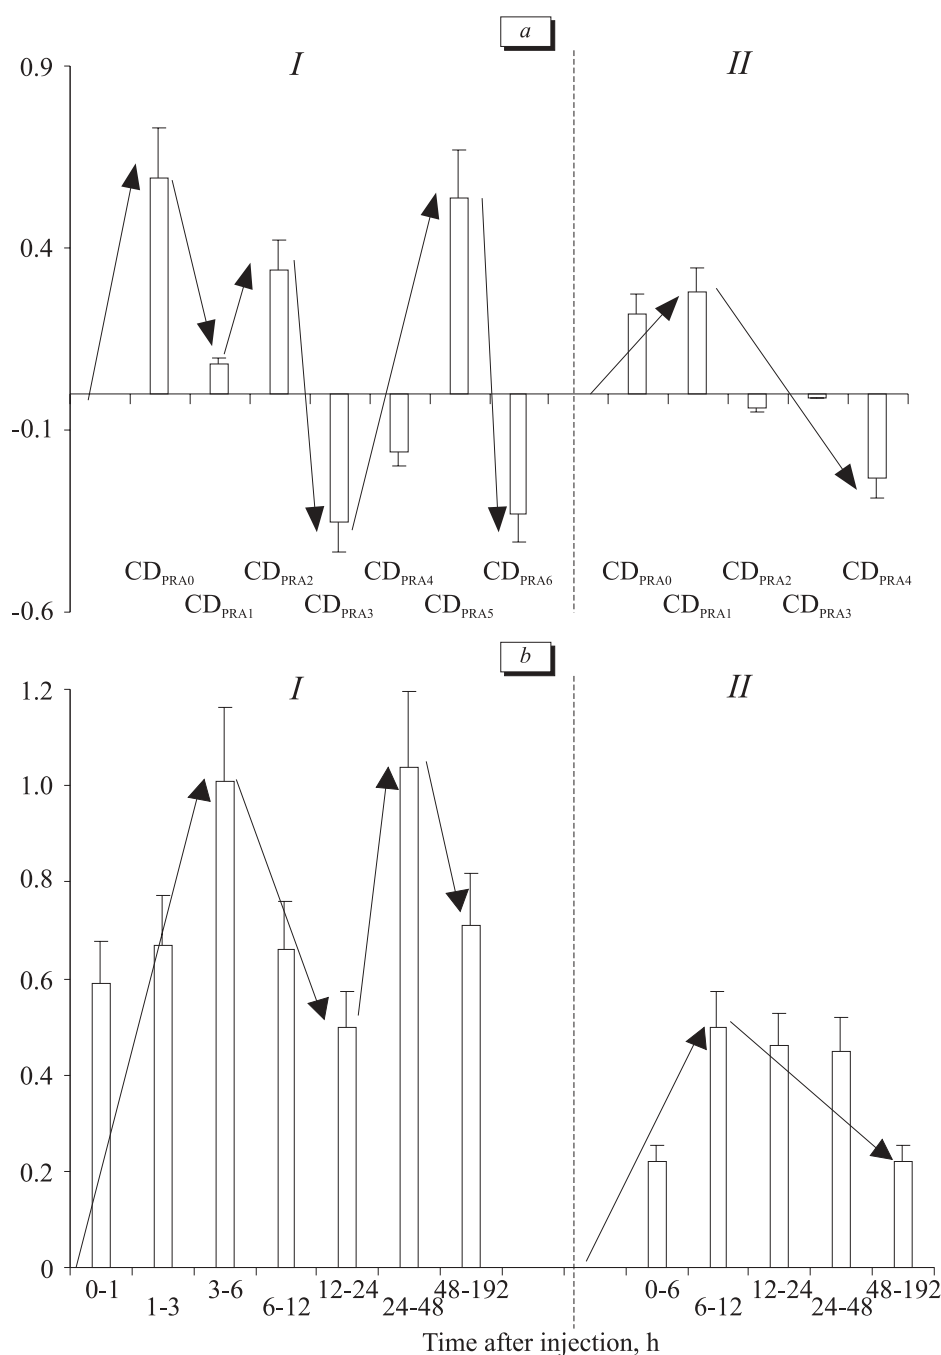 a
I II
0.9
0.4
-0.1
-0.6
CDPRA0 CDPRA2 CDPRA4 CDPRA6 CDPRA0 CDPRA2 CDPRA4
CDPRA1 CDPRA3 CDPRA5 CDPRA1 CDPRA3
b
I II
1.2
1.0
0.8
0.6
0.4
0.2
0
0-1 3-6 12-24 48-192 0-6 12-24 48-192
1-3 6-12 24-48 6-12 24-48
Time after injection, h